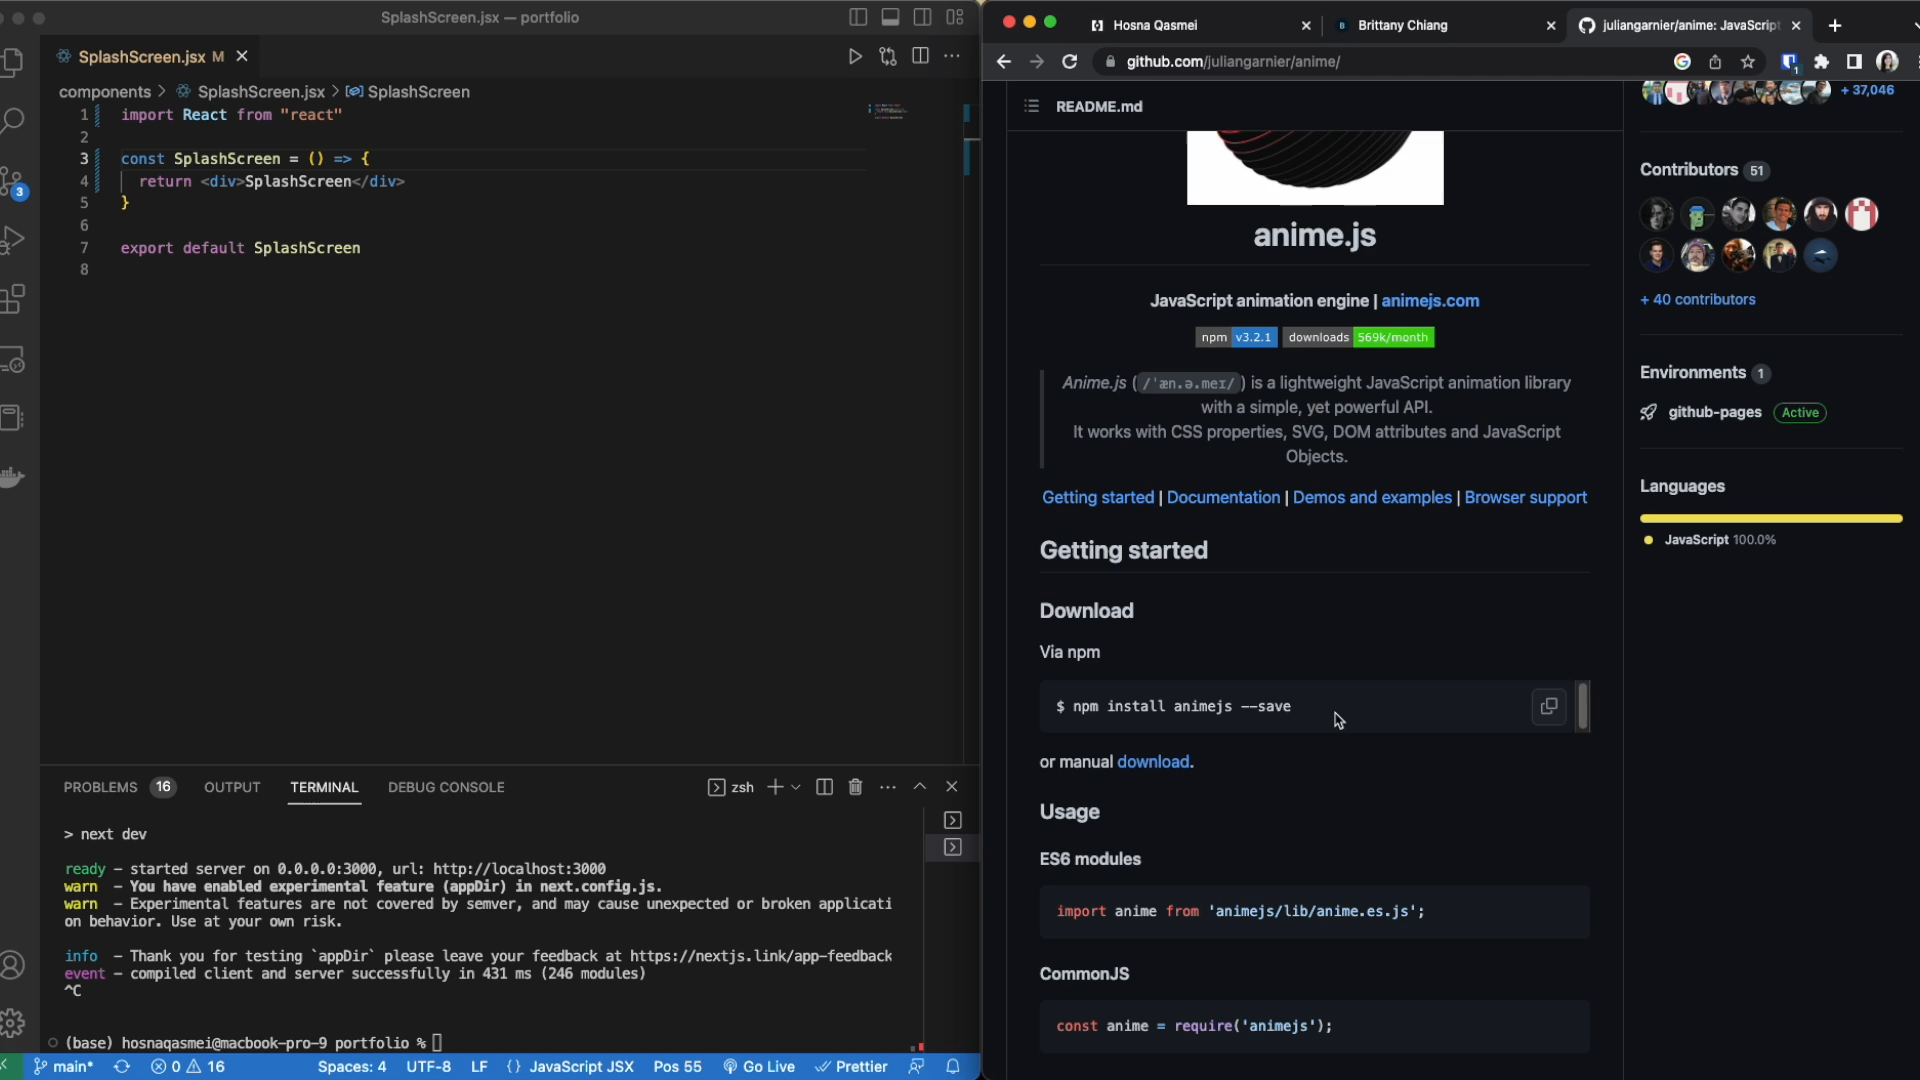 SplashScreen.jsx — portfolio
SplashScreen.jsx M
components > SplashScreen.jsx > SplashScreen
1 import React from "react"
2
3 const SplashScreen = () => {
4 return <div>SplashScreen</div>
5 }
6
7 export default SplashScreen
8
3
PROBLEMS 16 OUTPUT TERMINAL DEBUG CONSOLE zsh
> next dev
ready - started server on 0.0.0.0:3000, url: http://localhost:3000
warn - You have enabled experimental feature (appDir) in next.config.js.
warn - Experimental features are not covered by semver, and may cause unexpected or broken applicati
on behavior. Use at your own risk.
info - Thank you for testing `appDir` please leave your feedback at https://nextjs.link/app-feedback
event - compiled client and server successfully in 431 ms (246 modules)
^C
(base) hosnaqasmei@macbook-pro-9 portfolio %
main* 0 16 Spaces: 4 UTF-8 LF {} JavaScript JSX Pos 55 Go Live Prettier
Hosna Qasmei
Brittany Chiang
juliangarnier/anime: JavaScript
github.com/juliangarnier/anime/
1
README.md
anime.js
JavaScript animation engine | animejs.com
npm v3.2.1 downloads 569k/month
Anime.js (/ˈæn.ə.meɪ/) is a lightweight JavaScript animation library
with a simple, yet powerful API.
It works with CSS properties, SVG, DOM attributes and JavaScript
Objects.
Getting started | Documentation | Demos and examples | Browser support
Getting started
Download
Via npm
$ npm install animejs --save
or manual download.
Usage
ES6 modules
import anime from 'animejs/lib/anime.es.js';
CommonJS
const anime = require('animejs');
+ 37,046
Contributors 51
+ 40 contributors
Environments 1
github-pages Active
Languages
JavaScript 100.0%